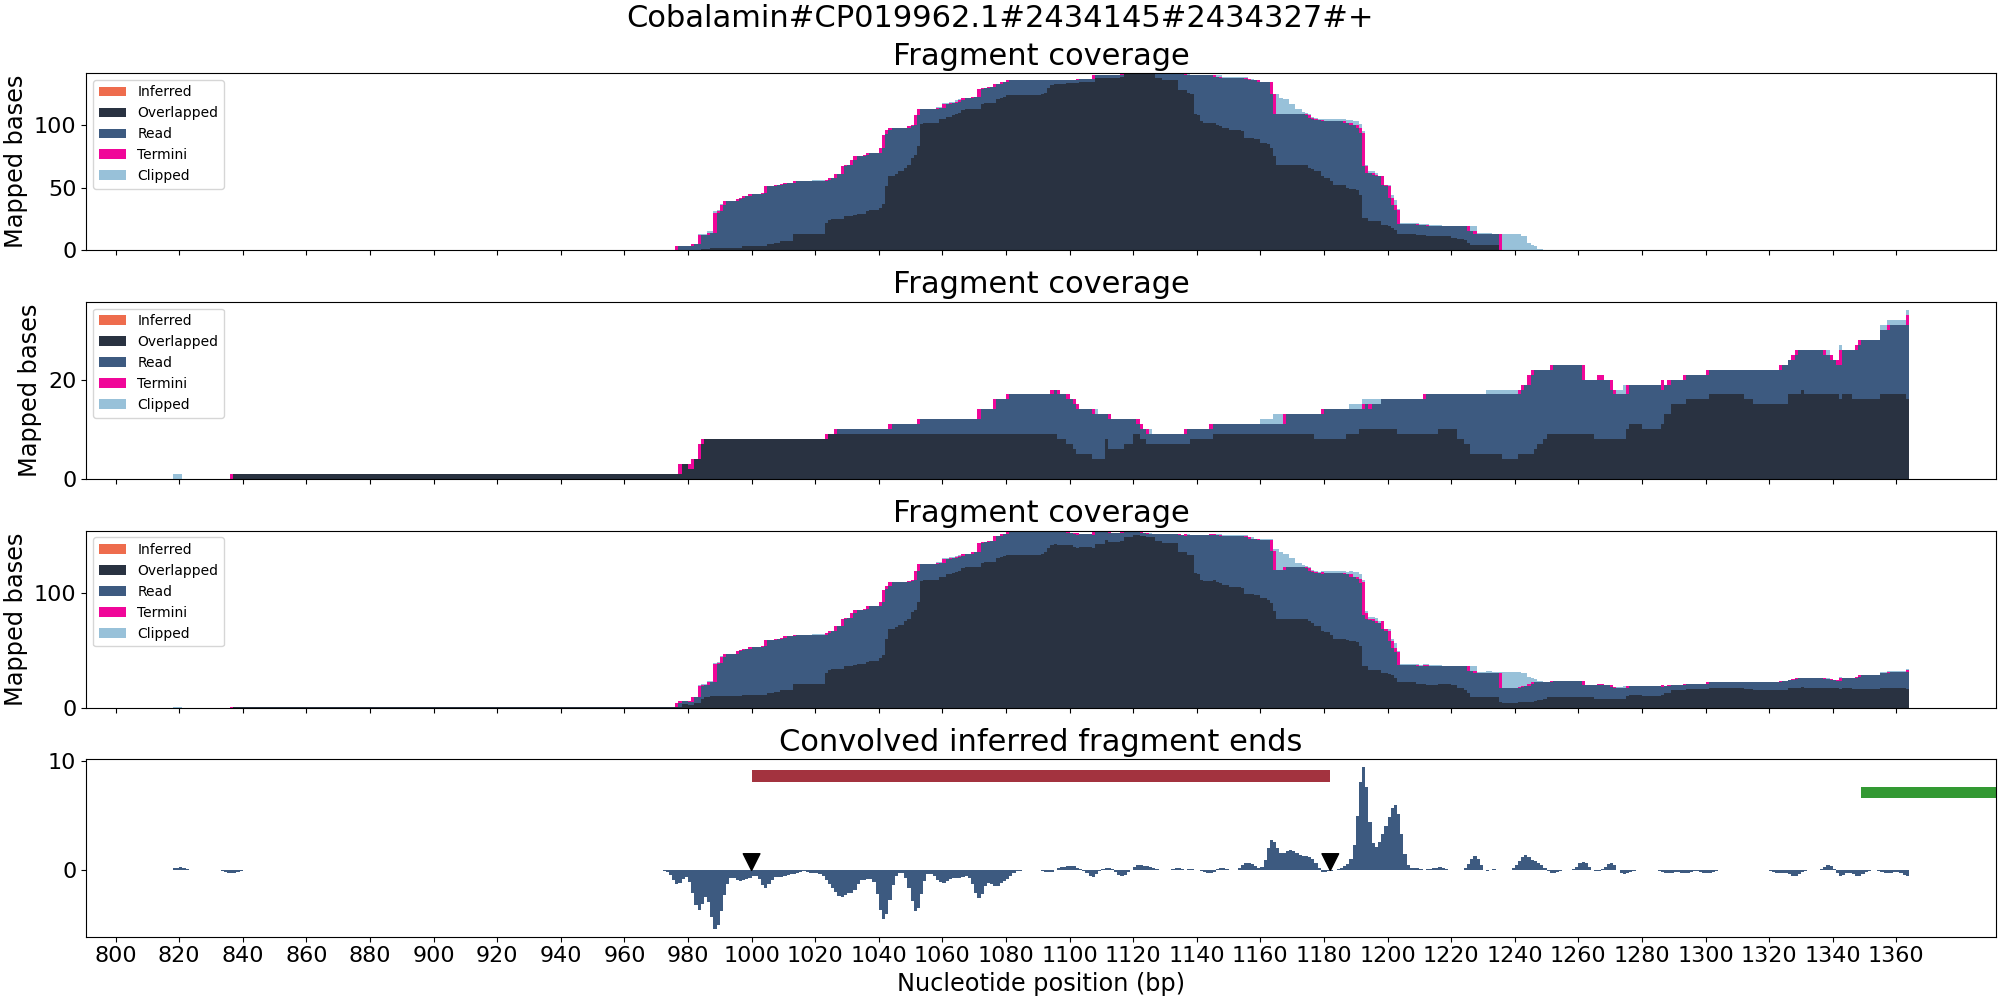 Cobalamin#CP019962.1#2434145#2434327#+
Fragment coverage
Mapped bases
100
50
0
Inferred
Overlapped
Read
Termini
Clipped
Fragment coverage
Mapped bases
20
0
Inferred
Overlapped
Read
Termini
Clipped
Fragment coverage
Mapped bases
100
0
Inferred
Overlapped
Read
Termini
Clipped
Convolved inferred fragment ends
10
0
800 820 840 860 880 900 920 940 960 980 1000 1020 1040 1060 1080 1100 1120 1140 1160 1180 1200 1220 1240 1260 1280 1300 1320 1340 1360
Nucleotide position (bp)